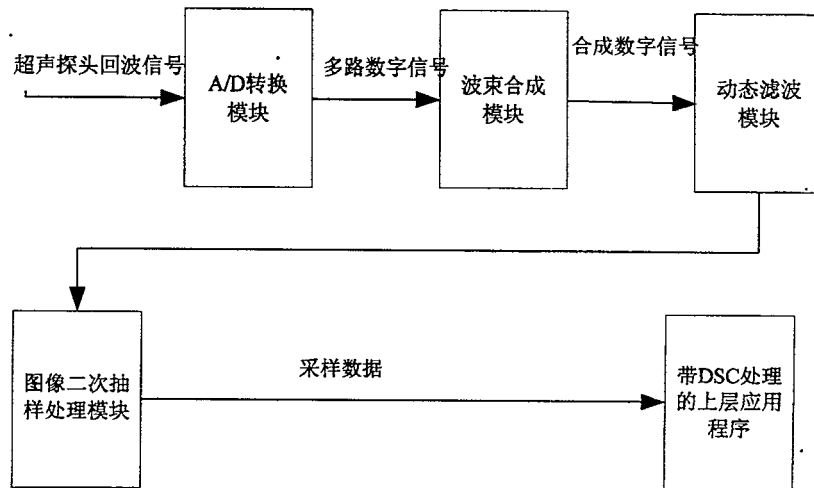 超声探头回波信号
A/D转换
模块
多路数字信号
波束合成
模块
合成数字信号
动态滤波
模块
图像二次抽
样处理模块
采样数据
带DSC处理
的上层应用
程序